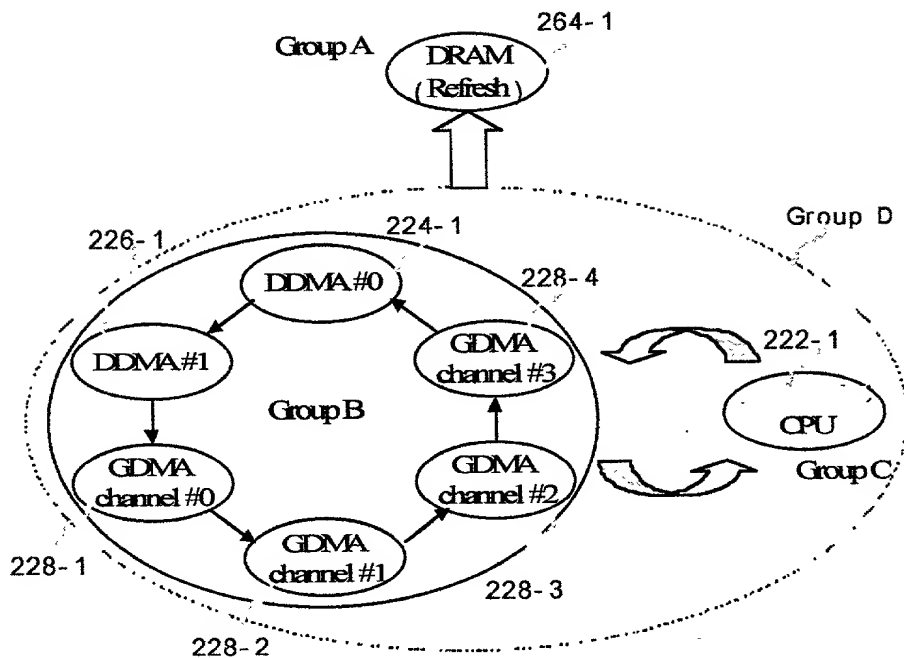 264-1
Group A
DRAM
(Refresh)
Group D
226-1
224-1
DDMA #0
228-4
DDMA #1
GDMA
channel #3
222-1
Group B
CPU
GDMA
channel #0
GDMA
channel #2
Group C
GDMA
channel #1
228-1
228-3
228-2